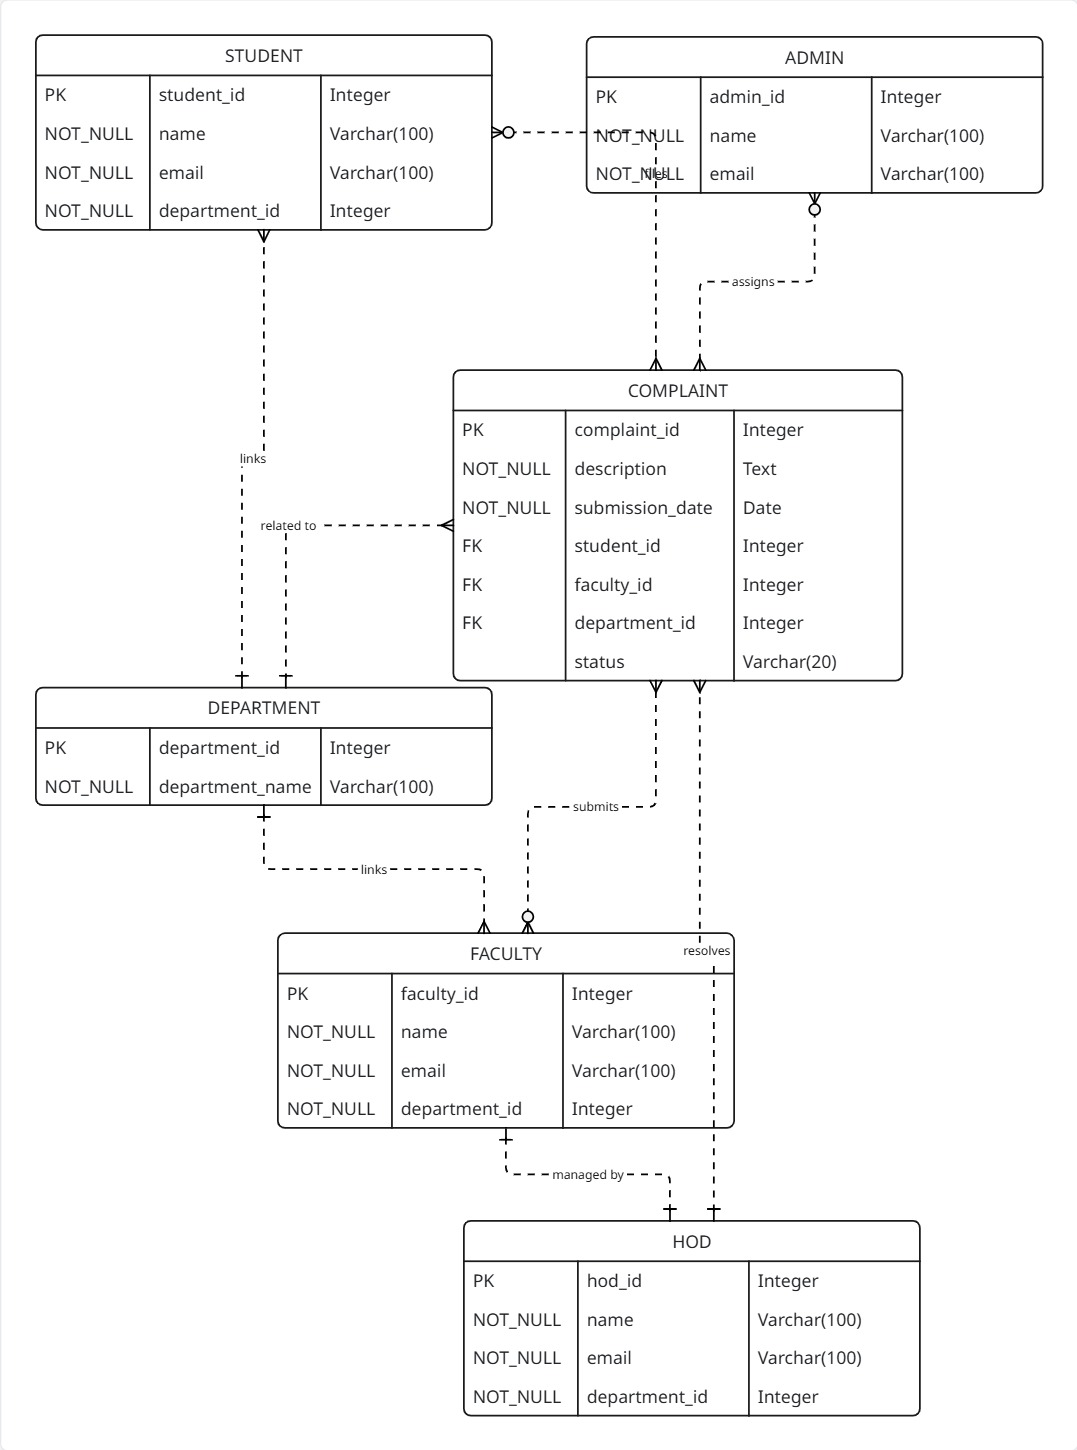 STUDENT
PK student_id Integer
NOT_NULL name Varchar(100)
NOT_NULL email Varchar(100)
NOT_NULL department_id Integer
ADMIN
PK admin_id Integer
NOT_NULL name Varchar(100)
NOT_NULL email Varchar(100)
files
assigns
COMPLAINT
PK complaint_id Integer
NOT_NULL description Text
NOT_NULL submission_date Date
FK student_id Integer
FK faculty_id Integer
FK department_id Integer
status Varchar(20)
links
related to
DEPARTMENT
PK department_id Integer
NOT_NULL department_name Varchar(100)
submits
links
resolves
FACULTY
PK faculty_id Integer
NOT_NULL name Varchar(100)
NOT_NULL email Varchar(100)
NOT_NULL department_id Integer
managed by
HOD
PK hod_id Integer
NOT_NULL name Varchar(100)
NOT_NULL email Varchar(100)
NOT_NULL department_id Integer